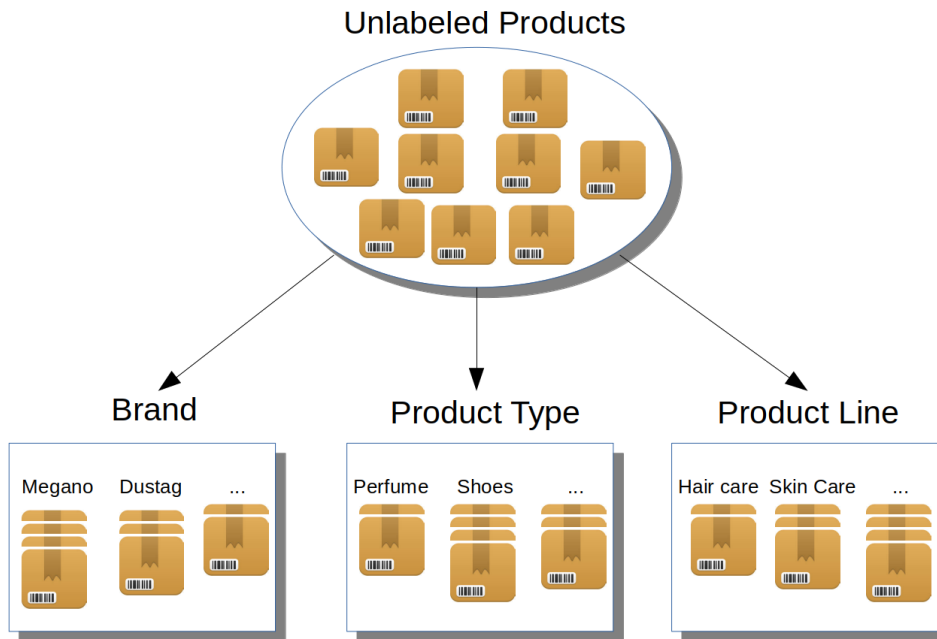 Unlabeled Products
Brand
Product Type
Product Line
Megano
Dustag
...
Perfume
Shoes
...
Hair care
Skin Care
...